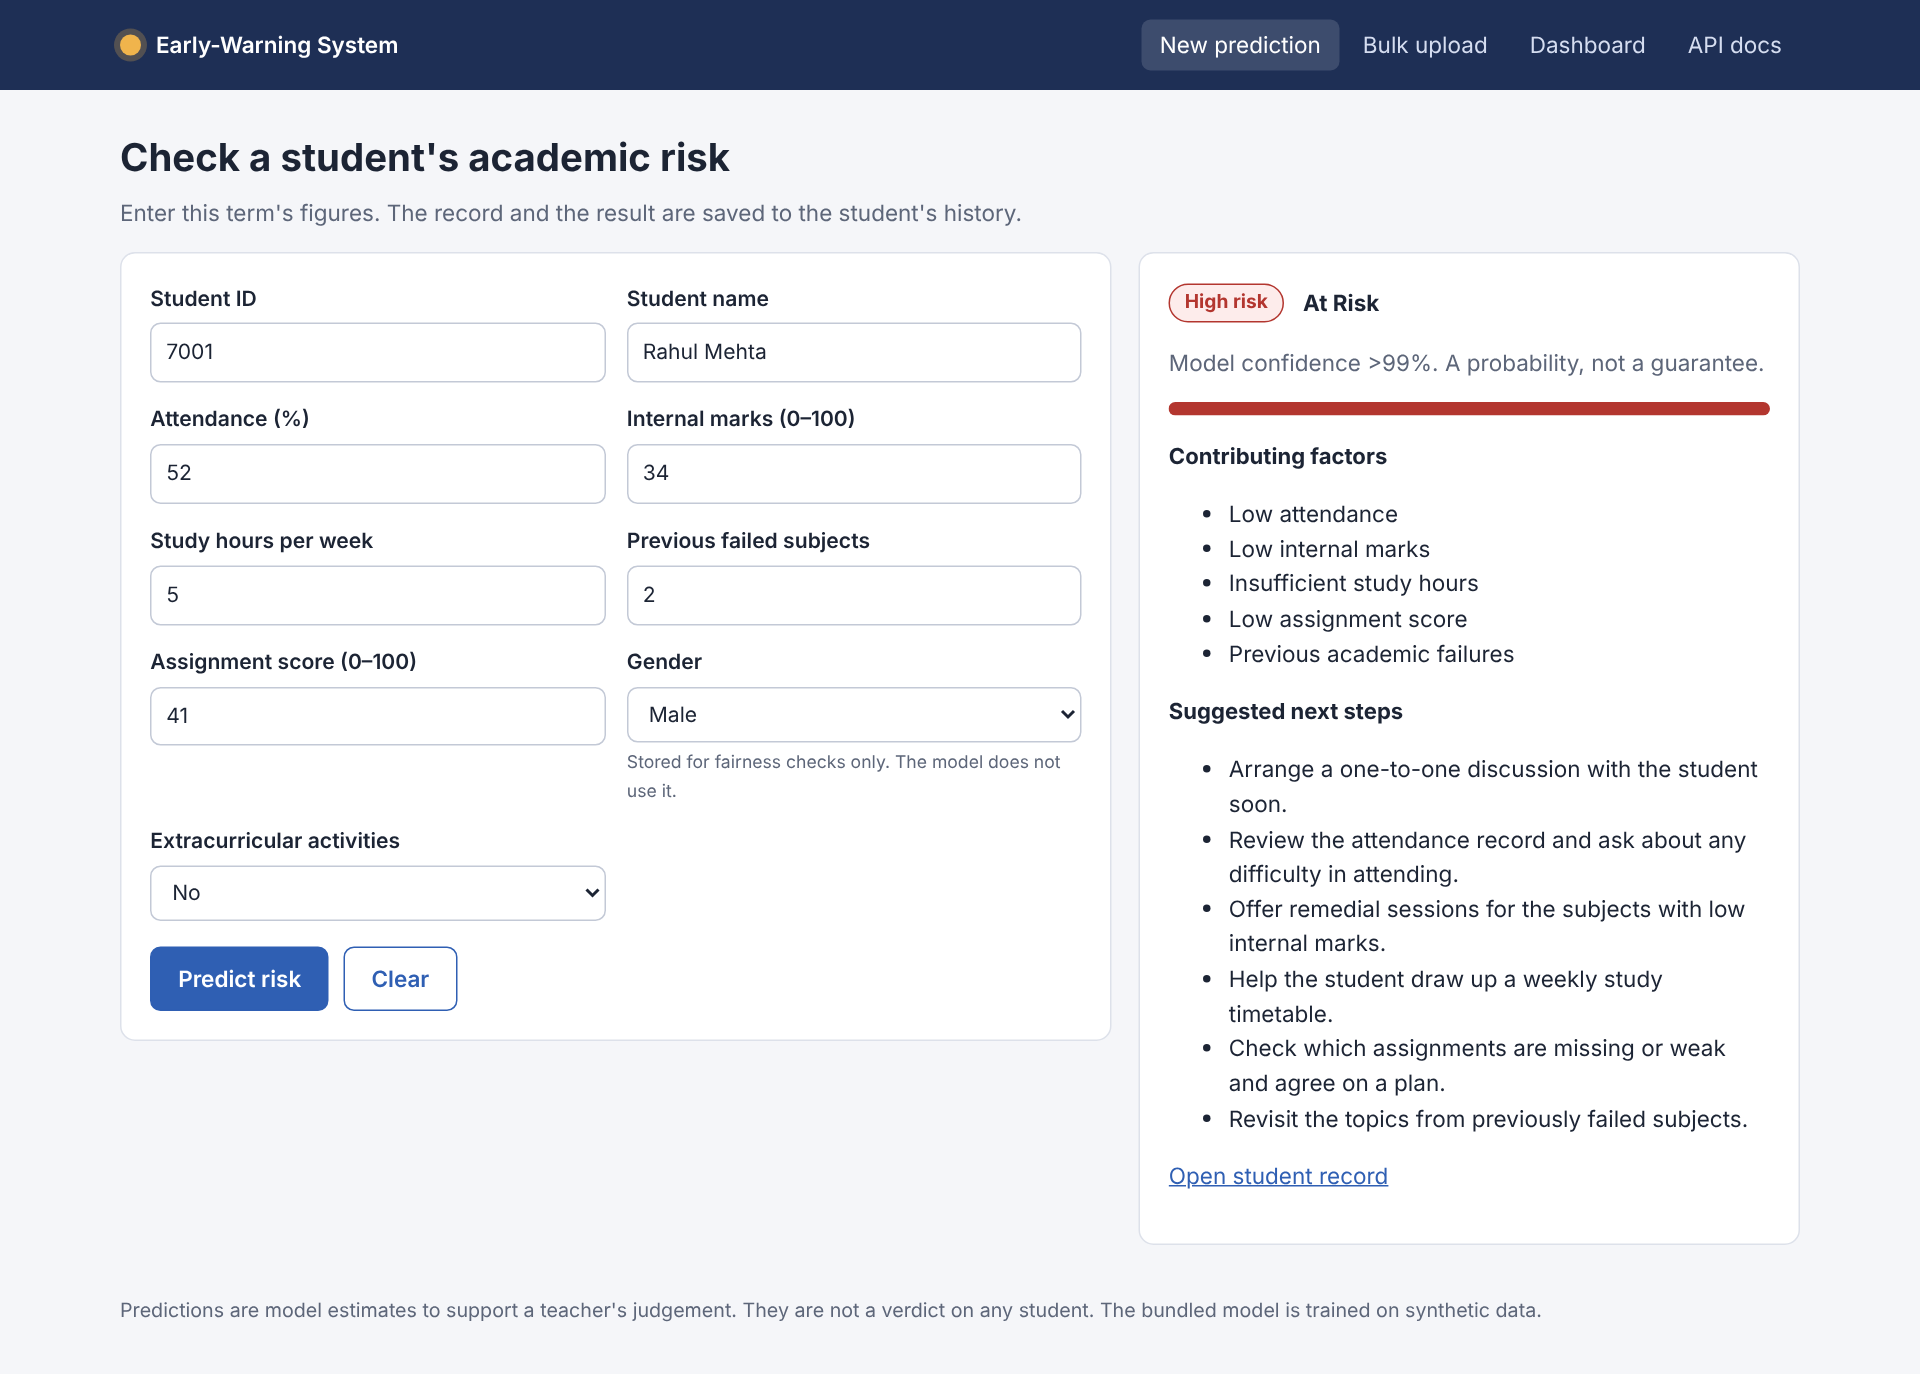 Early-Warning System
New prediction
Bulk upload
Dashboard
API docs
Check a student's academic risk
Enter this term's figures. The record and the result are saved to the student's history.
Student ID
Student name
7001
Rahul Mehta
Attendance (%)
Internal marks (0–100)
52
34
Study hours per week
Previous failed subjects
5
2
Assignment score (0–100)
Gender
41
Male
Stored for fairness checks only. The model does not
use it.
Extracurricular activities
No
Predict risk
Clear
High risk
At Risk
Model confidence >99%. A probability, not a guarantee.
Contributing factors
• Low attendance
• Low internal marks
• Insufficient study hours
• Low assignment score
• Previous academic failures
Suggested next steps
• Arrange a one-to-one discussion with the student
soon.
• Review the attendance record and ask about any
difficulty in attending.
• Offer remedial sessions for the subjects with low
internal marks.
• Help the student draw up a weekly study
timetable.
• Check which assignments are missing or weak
and agree on a plan.
• Revisit the topics from previously failed subjects.
Open student record
Predictions are model estimates to support a teacher's judgement. They are not a verdict on any student. The bundled model is trained on synthetic data.